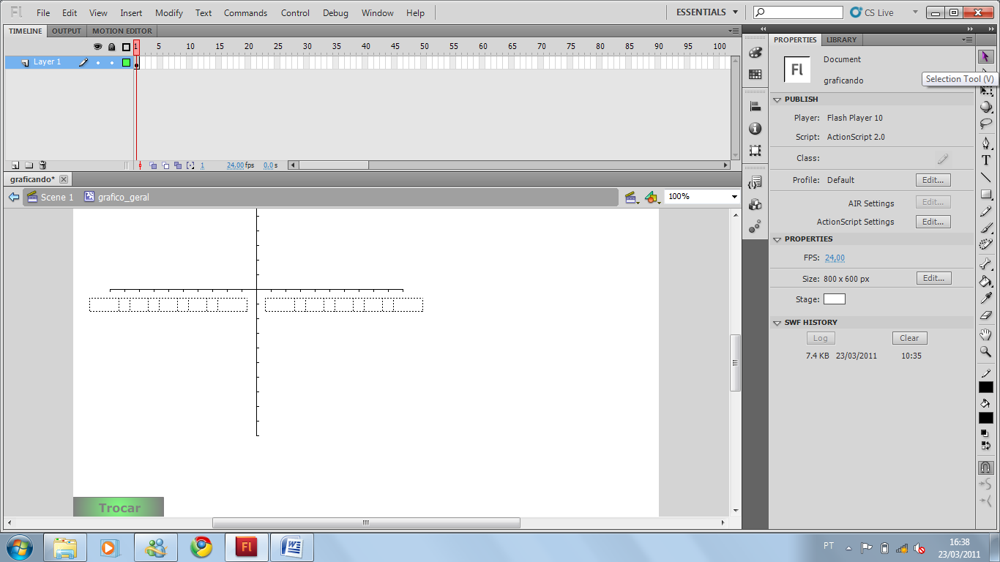 Fl File Edit View Insert Modify Text Commands Control Debug Window Help ESSENTIALS CS Live
TIMELINE OUTPUT MOTION EDITOR
1 5 10 15 20 25 30 35 40 45 50 55 60 65 70 75 80 85 90 95 100
Layer 1
1 24,00 fps 0,0 s
graficando*
Scene 1 grafico_geral 100%
Trocar
PROPERTIES LIBRARY
Fl
Document
graficando
Selection Tool (V)
PUBLISH
Player: Flash Player 10
Script: ActionScript 2.0
Class:
Profile: Default Edit...
AIR Settings Edit...
ActionScript Settings Edit...
PROPERTIES
FPS: 24,00
Size: 800 x 600 px Edit...
Stage:
SWF HISTORY
Log Clear
7.4 KB 23/03/2011 10:35
T
Fl W
PT 16:38
23/03/2011